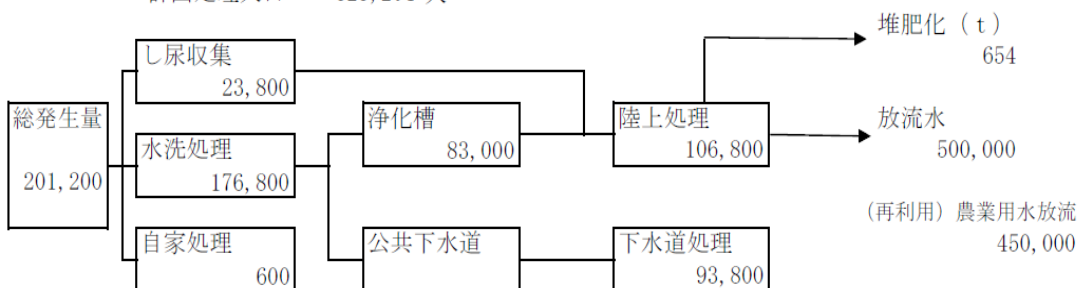 し尿収集
23,800
総発生量
201,200
水洗処理
176,800
自家処理
600
浄化槽
83,000
公共下水道
陸上処理
106,800
下水道処理
93,800
堆肥化(t)
654
放流水
500,000
(再利用)農業用水放流
450,000